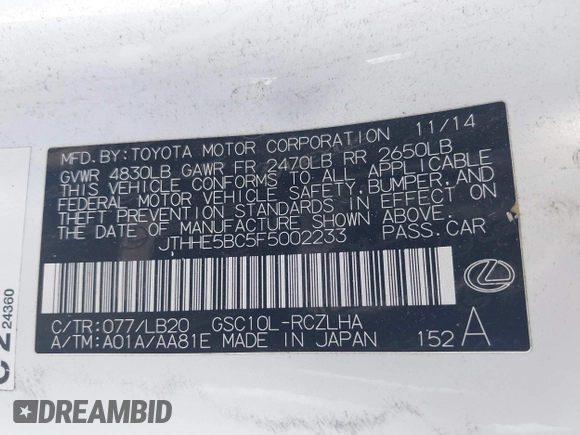 MFD.BY:TOYOTA MOTOR CORPORATION 11/14
GVWR 4830LB GAWR FR 2470LB RR 2650LB
THIS VEHICLE CONFORMS TO ALL APPLICABLE
FEDERAL MOTOR VEHICLE SAFETY,BUMPER,AND
THEFT PREVENTION STANDARDS IN EFFECT ON
THE DATE OF MANUFACTURE SHOWN ABOVE.
JTHHE5BC5F5002233 PASS.CAR
C/TR:077/LB20 GSC10L-RCZLHA
A/TM:A01A/AA81E MADE IN JAPAN 152 A
24360
DREAMBID